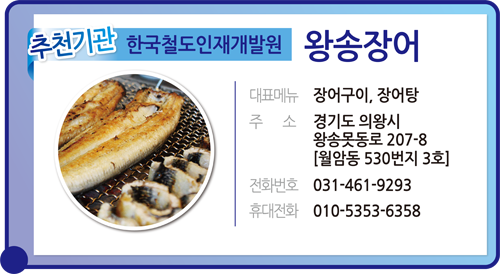 추천기관 한국철도인재개발원 왕송장어
대표메뉴 장어구이, 장어탕
주 소 경기도 의왕시
왕송못동로 207-8
[월암동 530번지 3호]
전화번호 031-461-9293
휴대전화 010-5353-6358